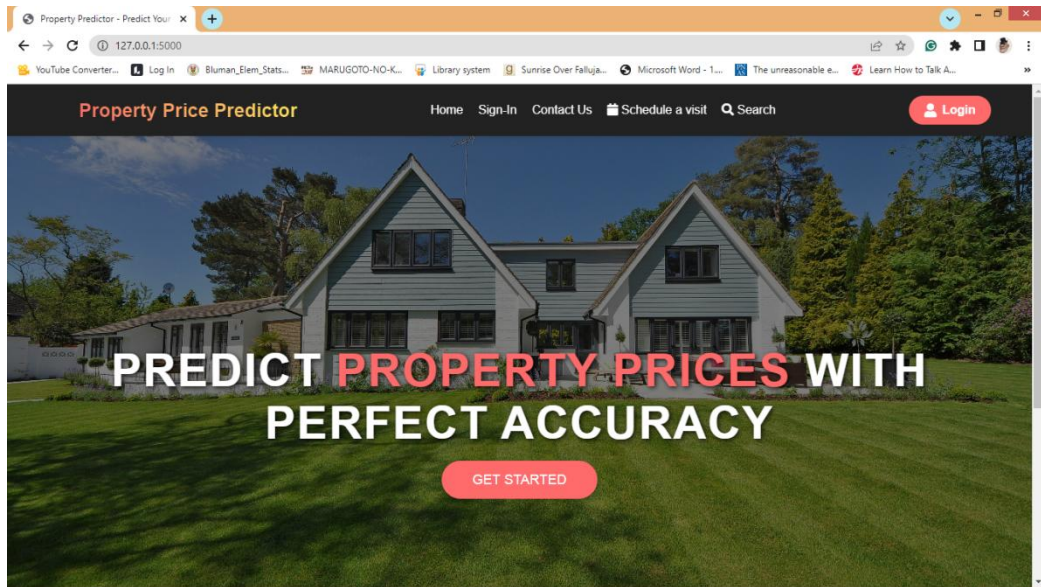 Property Predictor - Predict Your
127.0.0.1:5000
YouTube Converter... Log In Bluman_Elem_Stats... MARUGOTO-NO-K... Library system Sunrise Over Falluja... Microsoft Word - 1.... The unreasonable e... Learn How to Talk A... »
Property Price Predictor Home Sign-In Contact Us Schedule a visit Search Login
PREDICT PROPERTY PRICES WITH
PERFECT ACCURACY
GET STARTED